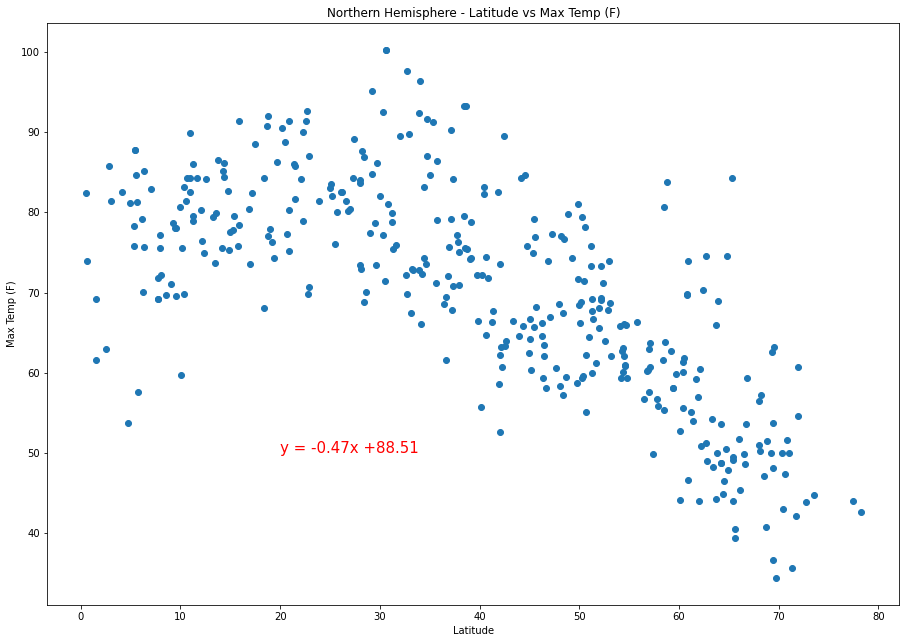 Northern Hemisphere - Latitude vs Max Temp (F)
100
90
80
70
60
50
40
Max Temp (F)
y = -0.47x +88.51
0 10 20 30 40 50 60 70 80
Latitude